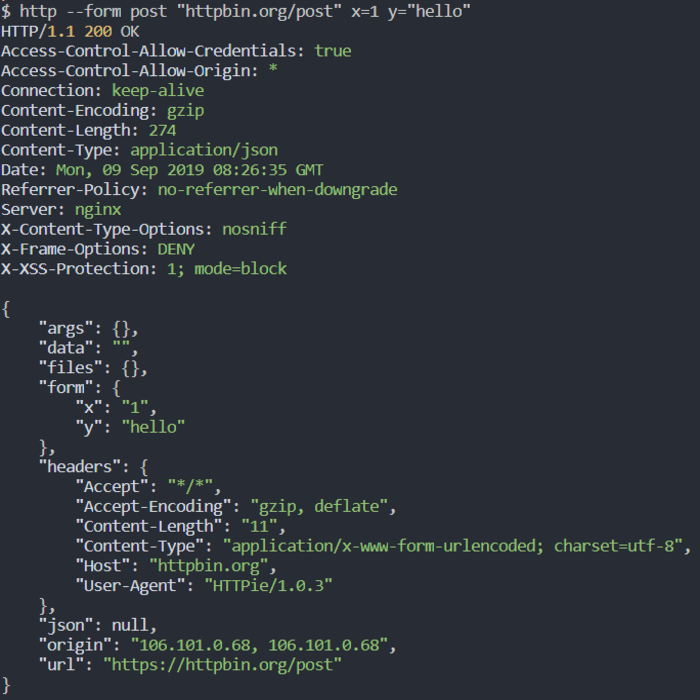 $ http --form post "httpbin.org/post" x=1 y="hello"
HTTP/1.1 200 OK
Access-Control-Allow-Credentials: true
Access-Control-Allow-Origin: *
Connection: keep-alive
Content-Encoding: gzip
Content-Length: 274
Content-Type: application/json
Date: Mon, 09 Sep 2019 08:26:35 GMT
Referrer-Policy: no-referrer-when-downgrade
Server: nginx
X-Content-Type-Options: nosniff
X-Frame-Options: DENY
X-XSS-Protection: 1; mode=block

{
    "args": {},
    "data": "",
    "files": {},
    "form": {
        "x": "1",
        "y": "hello"
    },
    "headers": {
        "Accept": "*/*",
        "Accept-Encoding": "gzip, deflate",
        "Content-Length": "11",
        "Content-Type": "application/x-www-form-urlencoded; charset=utf-8",
        "Host": "httpbin.org",
        "User-Agent": "HTTPie/1.0.3"
    },
    "json": null,
    "origin": "106.101.0.68, 106.101.0.68",
    "url": "https://httpbin.org/post"
}